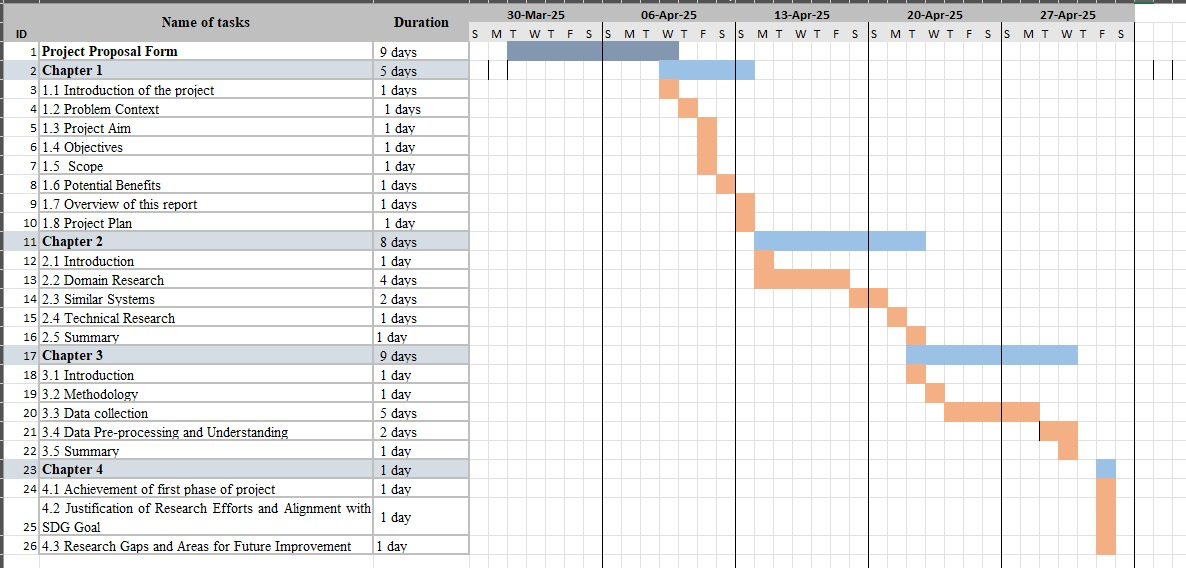 30-Mar-25 06-Apr-25 13-Apr-25 20-Apr-25 27-Apr-25
ID Name of tasks Duration S M T W T F S S M T W T F S S M T W T F S S M T W T F S S M T W T F S
1 Project Proposal Form 9 days
2 Chapter 1 5 days
3 1.1 Introduction of the project 1 days
4 1.2 Problem Context 1 days
5 1.3 Project Aim 1 day
6 1.4 Objectives 1 day
7 1.5 Scope 1 day
8 1.6 Potential Benefits 1 days
9 1.7 Overview of this report 1 days
10 1.8 Project Plan 1 day
11 Chapter 2 8 days
12 2.1 Introduction 1 day
13 2.2 Domain Research 4 days
14 2.3 Similar Systems 2 days
15 2.4 Technical Research 1 days
16 2.5 Summary 1 day
17 Chapter 3 9 days
18 3.1 Introduction 1 day
19 3.2 Methodology 1 day
20 3.3 Data collection 5 days
21 3.4 Data Pre-processing and Understanding 2 days
22 3.5 Summary 1 day
23 Chapter 4 1 day
24 4.1 Achievement of first phase of project 1 day
4.2 Justification of Research Efforts and Alignment with
25 SDG Goal 1 day
26 4.3 Research Gaps and Areas for Future Improvement 1 day